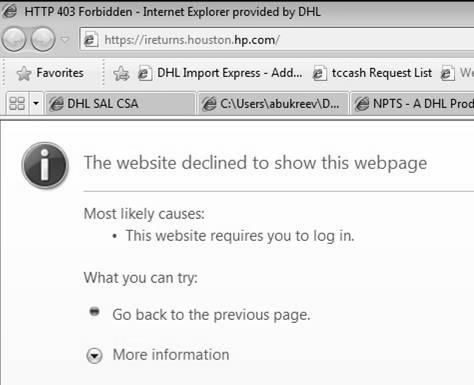 HTTP 403 Forbidden - Internet Explorer provided by DHL
https://ireturns.houston.hp.com/
Favorites DHL Import Express - Add... tccash Request List We
DHL SAL CSA C:\Users\abukreev\D... NPTS - A DHL Prod
The website declined to show this webpage
Most likely causes:
• This website requires you to log in.
What you can try:
Go back to the previous page.
More information